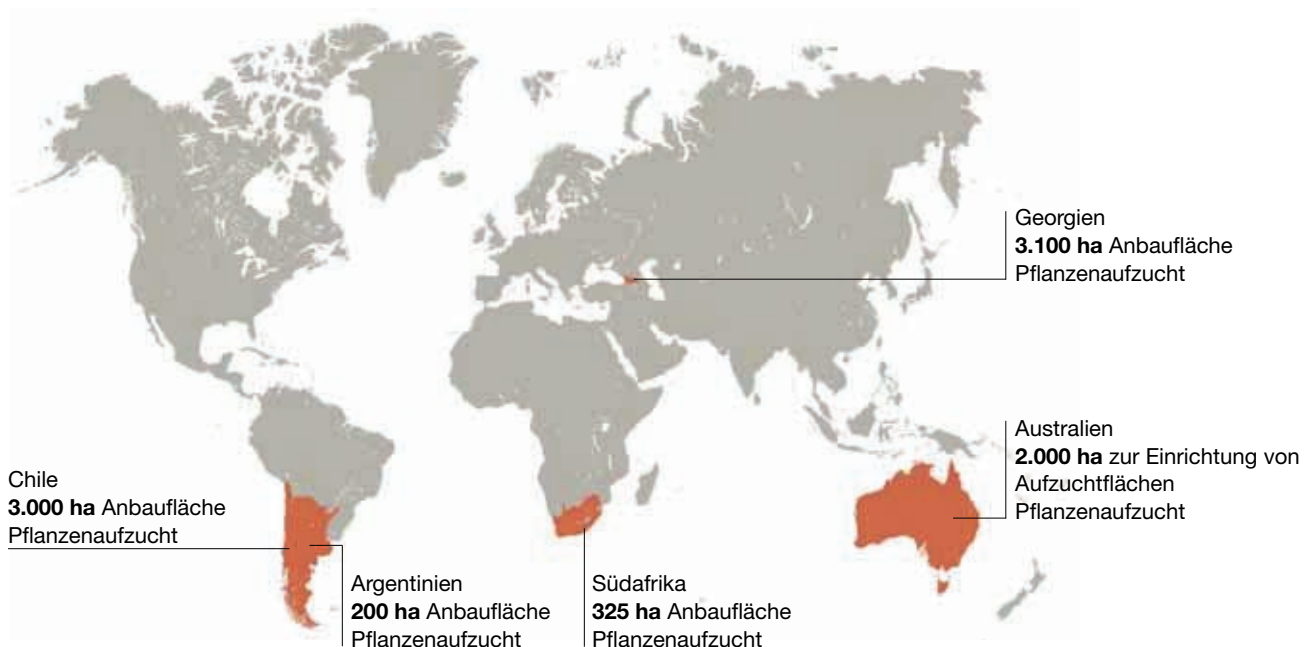 Georgien
3.100 ha Anbaufläche
Pflanzenaufzucht
Australien
2.000 ha zur Einrichtung von
Aufzuchtflächen
Pflanzenaufzucht
Chile
3.000 ha Anbaufläche
Pflanzenaufzucht
Argentinien
200 ha Anbaufläche
Pflanzenaufzucht
Südafrika
325 ha Anbaufläche
Pflanzenaufzucht